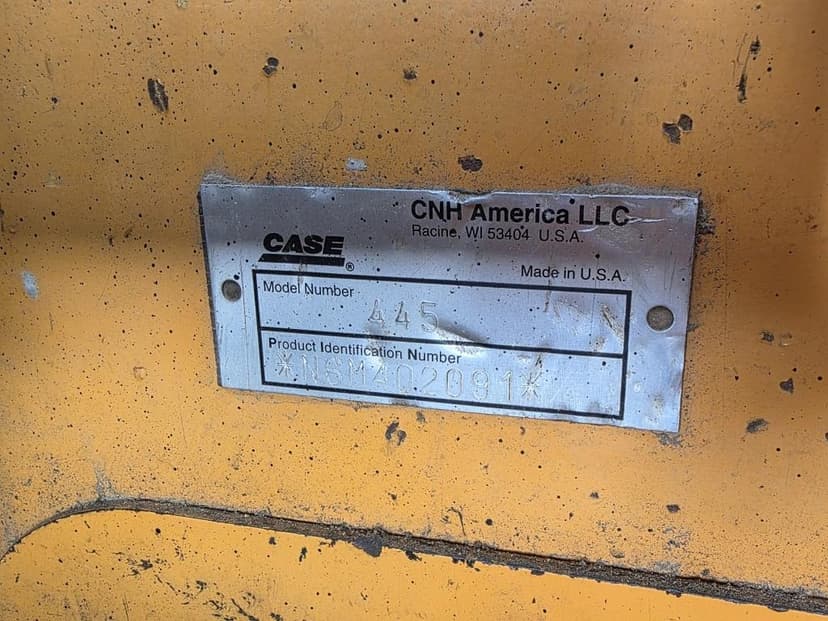 CNH America LLC
Racine, WI 53404 U.S.A.
CASE®
Made in U.S.A.
Model Number
445
Product Identification Number
*N6M402091*